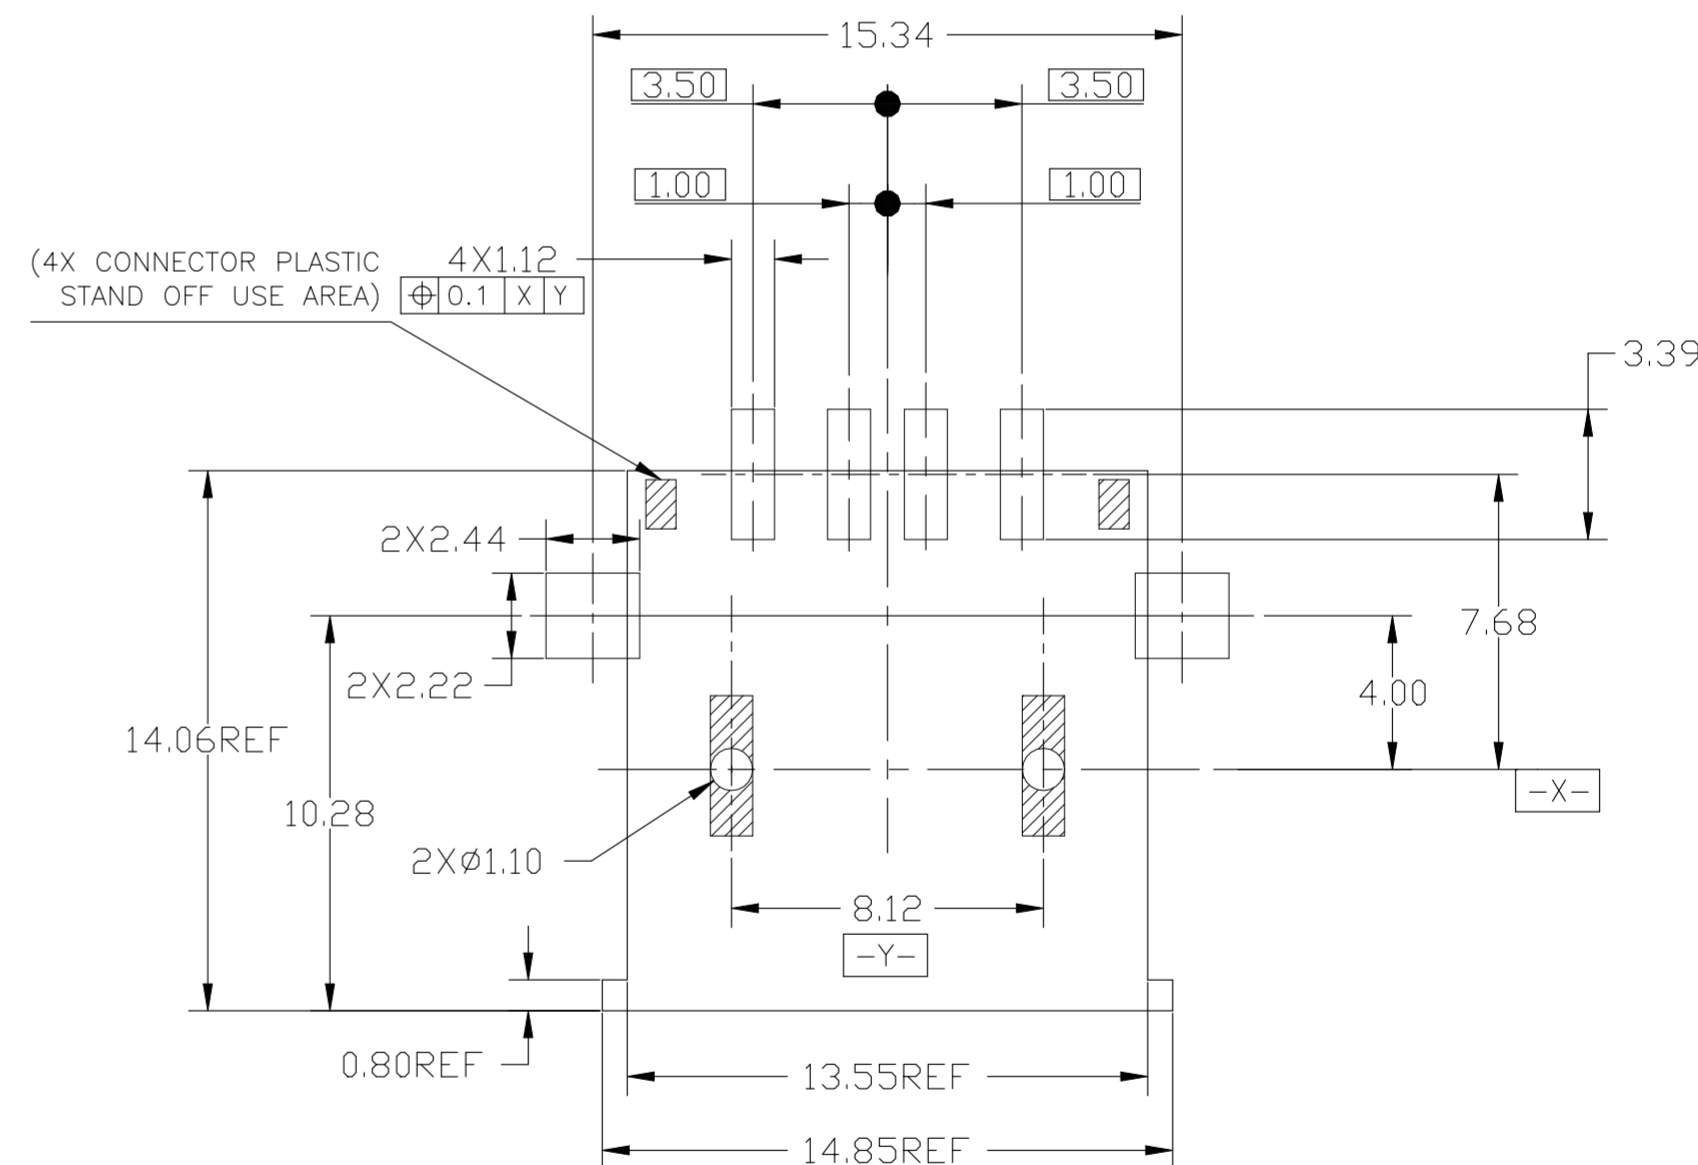 15.34
3.50 3.50
1.00 1.00
(4X CONNECTOR PLASTIC
STAND OFF USE AREA)
4X1.12
⌖ 0.1 X Y
3.39
2X2.44
7.68
2X2.22
4.00
14.06REF
-X-
10.28
2XØ1.10
8.12
-Y-
0.80REF
13.55REF
14.85REF